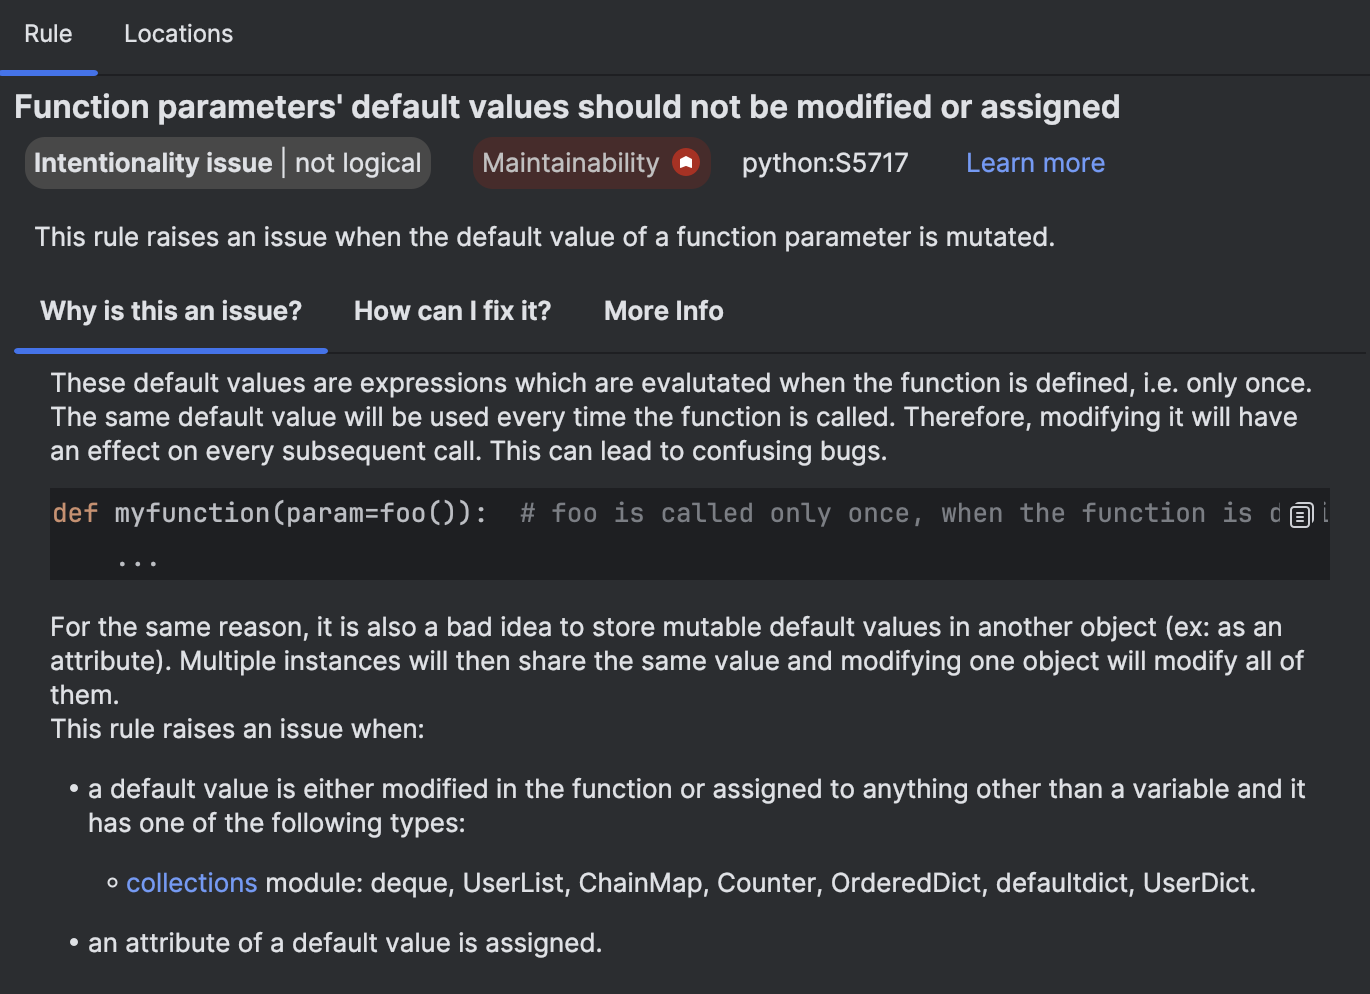 Rule Locations
Function parameters' default values should not be modified or assigned
Intentionality issue | not logical Maintainability python:S5717 Learn more
This rule raises an issue when the default value of a function parameter is mutated.
Why is this an issue? How can I fix it? More Info
These default values are expressions which are evalutated when the function is defined, i.e. only once.
The same default value will be used every time the function is called. Therefore, modifying it will have
an effect on every subsequent call. This can lead to confusing bugs.
def myfunction(param=foo()):  # foo is called only once, when the function is
...
For the same reason, it is also a bad idea to store mutable default values in another object (ex: as an
attribute). Multiple instances will then share the same value and modifying one object will modify all of
them.
This rule raises an issue when:
• a default value is either modified in the function or assigned to anything other than a variable and it
has one of the following types:
◦ collections module: deque, UserList, ChainMap, Counter, OrderedDict, defaultdict, UserDict.
• an attribute of a default value is assigned.